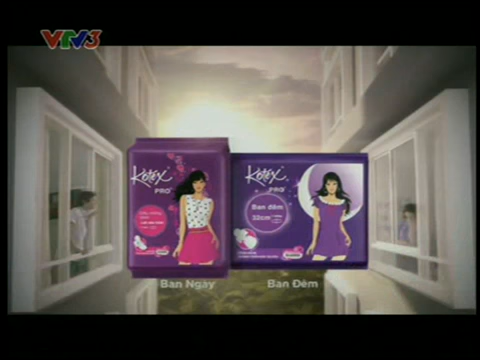 VTV3
Kotex
PRO
Kotex
PRO
Ban đêm
32cm
Ban Ngày
Ban Đêm